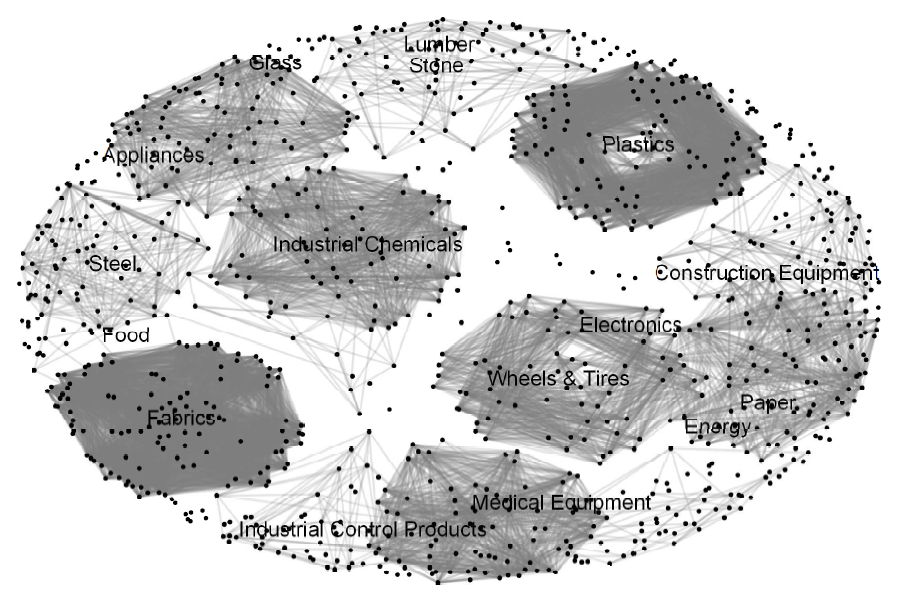 Lumber
Glass
Stone
Plastics
Appliances
Industrial Chemicals
Steel
Construction Equipment
Electronics
Food
Wheels & Tires
Paper
Fabrics
Energy
Medical Equipment
Industrial Control Products